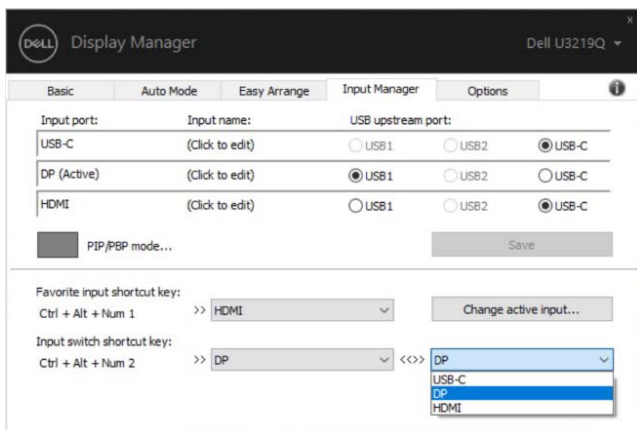 DELL Display Manager Dell U3219Q
x
Basic Auto Mode Easy Arrange Input Manager Options i
Input port: Input name: USB upstream port:
USB-C (Click to edit) USB1 USB2 USB-C
DP (Active) (Click to edit) USB1 USB2 USB-C
HDMI (Click to edit) USB1 USB2 USB-C
PIP/PBP mode... Save
Favorite input shortcut key:
Ctrl + Alt + Num 1 >> HDMI Change active input...
Input switch shortcut key:
Ctrl + Alt + Num 2 >> DP <<>> DP
USB-C
DP
HDMI